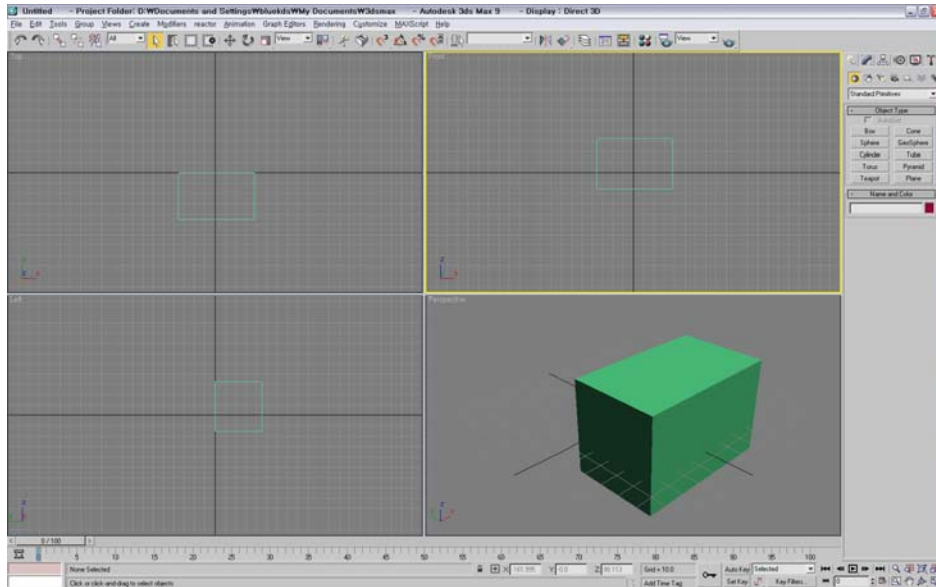 Untitled - Project Folder: D:₩Documents and Settings₩bluekds₩My Documents₩3dsmax - Autodesk 3ds Max 9 - Display : Direct 3D
File Edit Tools Group Views Create Modifiers reactor Animation Graph Editors Rendering Customize MAXScript Help
All View View
Top Front
Standard Primitives
Object Type
AutoGrid
Box Cone
Sphere GeoSphere
Cylinder Tube
Torus Pyramid
Teapot Plane
Name and Color
Left Perspective
0 / 100
0 5 10 15 20 25 30 35 40 45 50 55 60 65 70 75 80 85 90 95 100
None Selected X Y Z Grid = 10.0 Auto Key Selected
Click or click-and-drag to select objects Add Time Tag Set Key Key Filters... 0